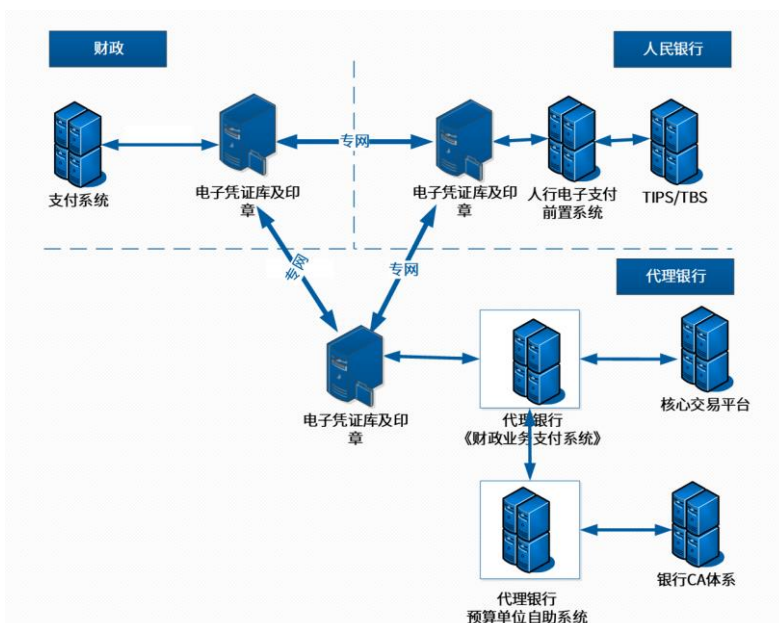 财政
人民银行
专网
支付系统
电子凭证库及印
章
电子凭证库及印
章
人行电子支付
前置系统
TIPS/TBS
专网
专网
代理银行
电子凭证库及印
章
代理银行
《财政业务支付系统》
核心交易平台
代理银行
预算单位自助系统
银行CA体系